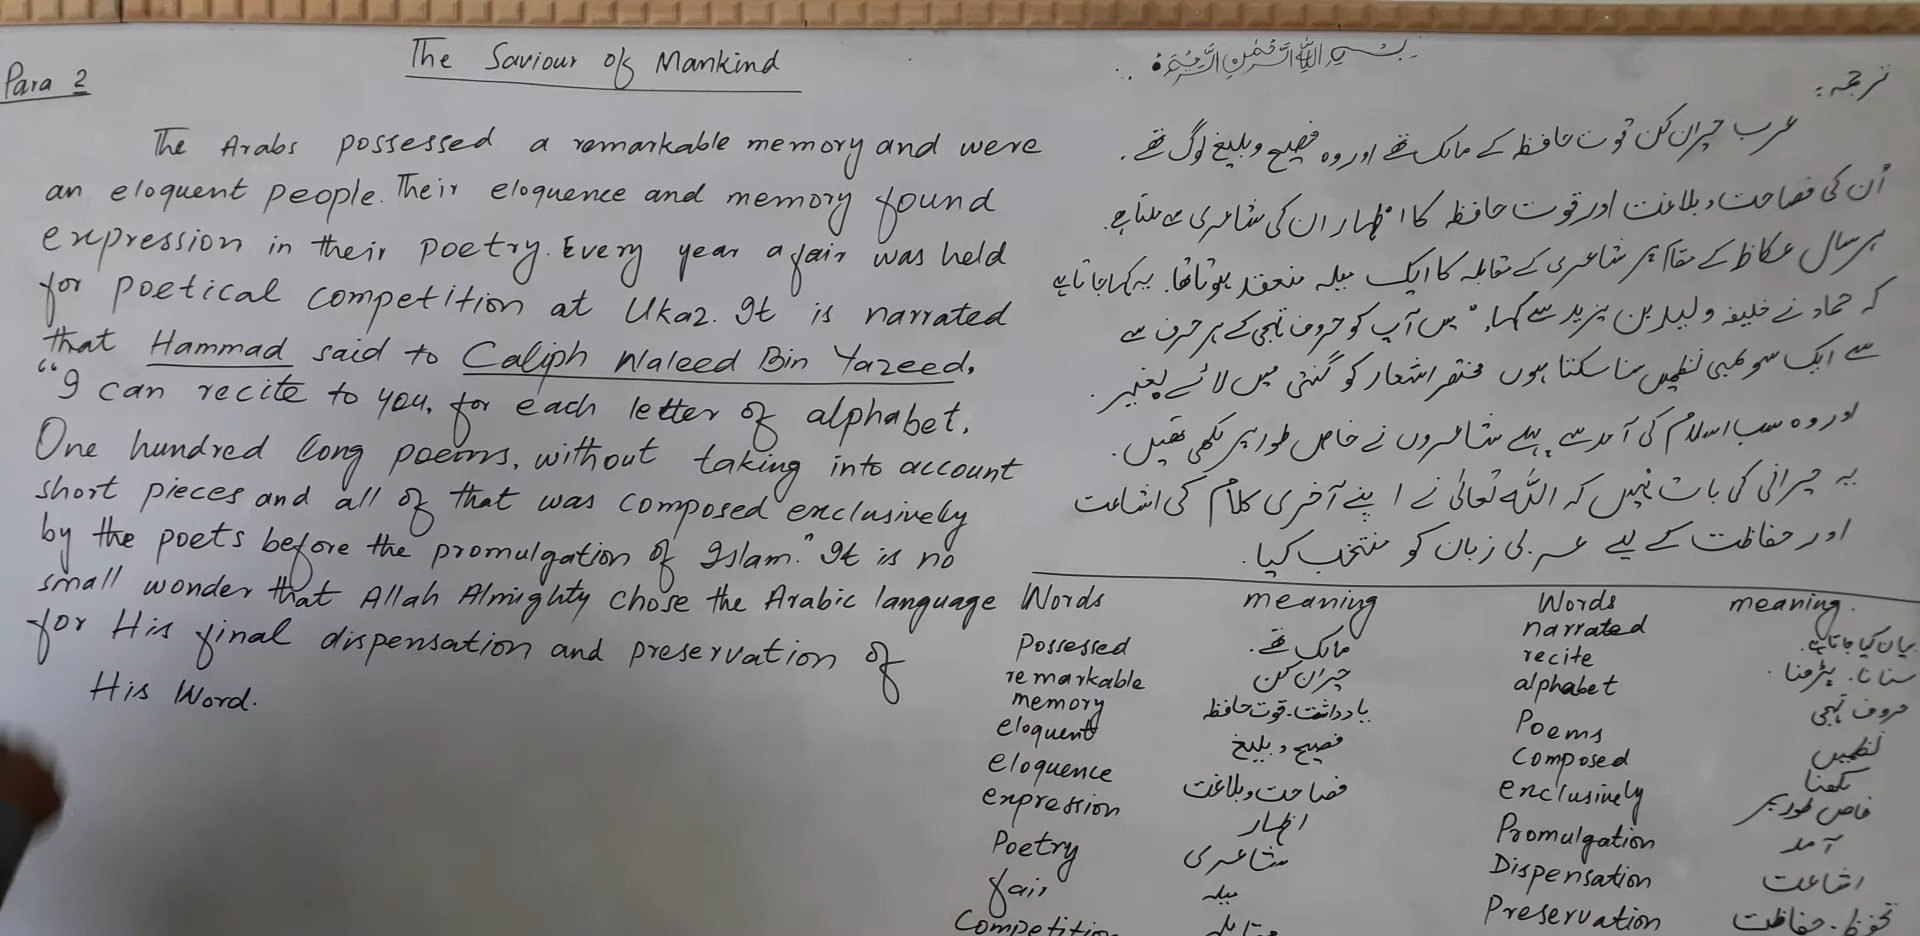 The Saviour of Mankind
Para 2
The Arabs possessed a remarkable memory and were
an eloquent people. Their eloquence and memory found
expression in their poetry. Every year a fair was held
for poetical competition at Ukaz. It is narrated
that Hammad said to Caliph Waleed Bin Yazeed,
"I can recite to you, for each letter of alphabet,
One hundred long poems, without taking into account
short pieces and all of that was composed exclusively
by the poets before the promulgation of Islam." It is no
small wonder that Allah Almighty chose the Arabic language
for His final dispensation and preservation of
His Word.
بسم اللہ الرحمن الرحیم
ترجمہ:
عرب حیران کن قوت حافظہ کے مالک تھے اور وہ فصیح و بلیغ لوگ تھے۔
اُن کی فصاحت و بلاغت اور قوت حافظہ کا اظہار ان کی شاعری سے ملتا ہے۔
ہر سال عکاظ کے مقام پر شاعری کے مقابلہ کا ایک میلہ منعقد ہوتا تھا۔ یہ کہا جاتا ہے
کہ حماد نے خلیفہ ولید بن یزید سے کہا، "میں آپ کو حروف تہجی کے ہر حرف سے
سے ایک سو لمبی نظمیں سنا سکتا ہوں مختصر اشعار کو گنتی میں لائے بغیر۔
اور وہ سب اسلام کی آمد سے پہلے شاعروں نے خاص طور پر لکھی تھیں۔
یہ حیرانی کی بات نہیں کہ اللہ تعالیٰ نے اپنے آخری کلام کی اشاعت
اور حفاظت کے لیے عربی زبان کو منتخب کیا۔
Words meaning Words meaning.
Possessed مالک تھے۔ narrated بیان کیا جاتا ہے۔
remarkable حیران کن recite سنانا۔ پڑھنا۔
memory یادداشت۔ قوت حافظہ alphabet حروف تہجی
eloquent فصیح و بلیغ Poems نظمیں
eloquence فصاحت و بلاغت Composed لکھنا
expression اظہار exclusively خاص طور پر
Poetry شاعری Promulgation آمد
fair میلہ Dispensation اشاعت
Competition مقابلہ Preservation تحفظ۔ حفاظت